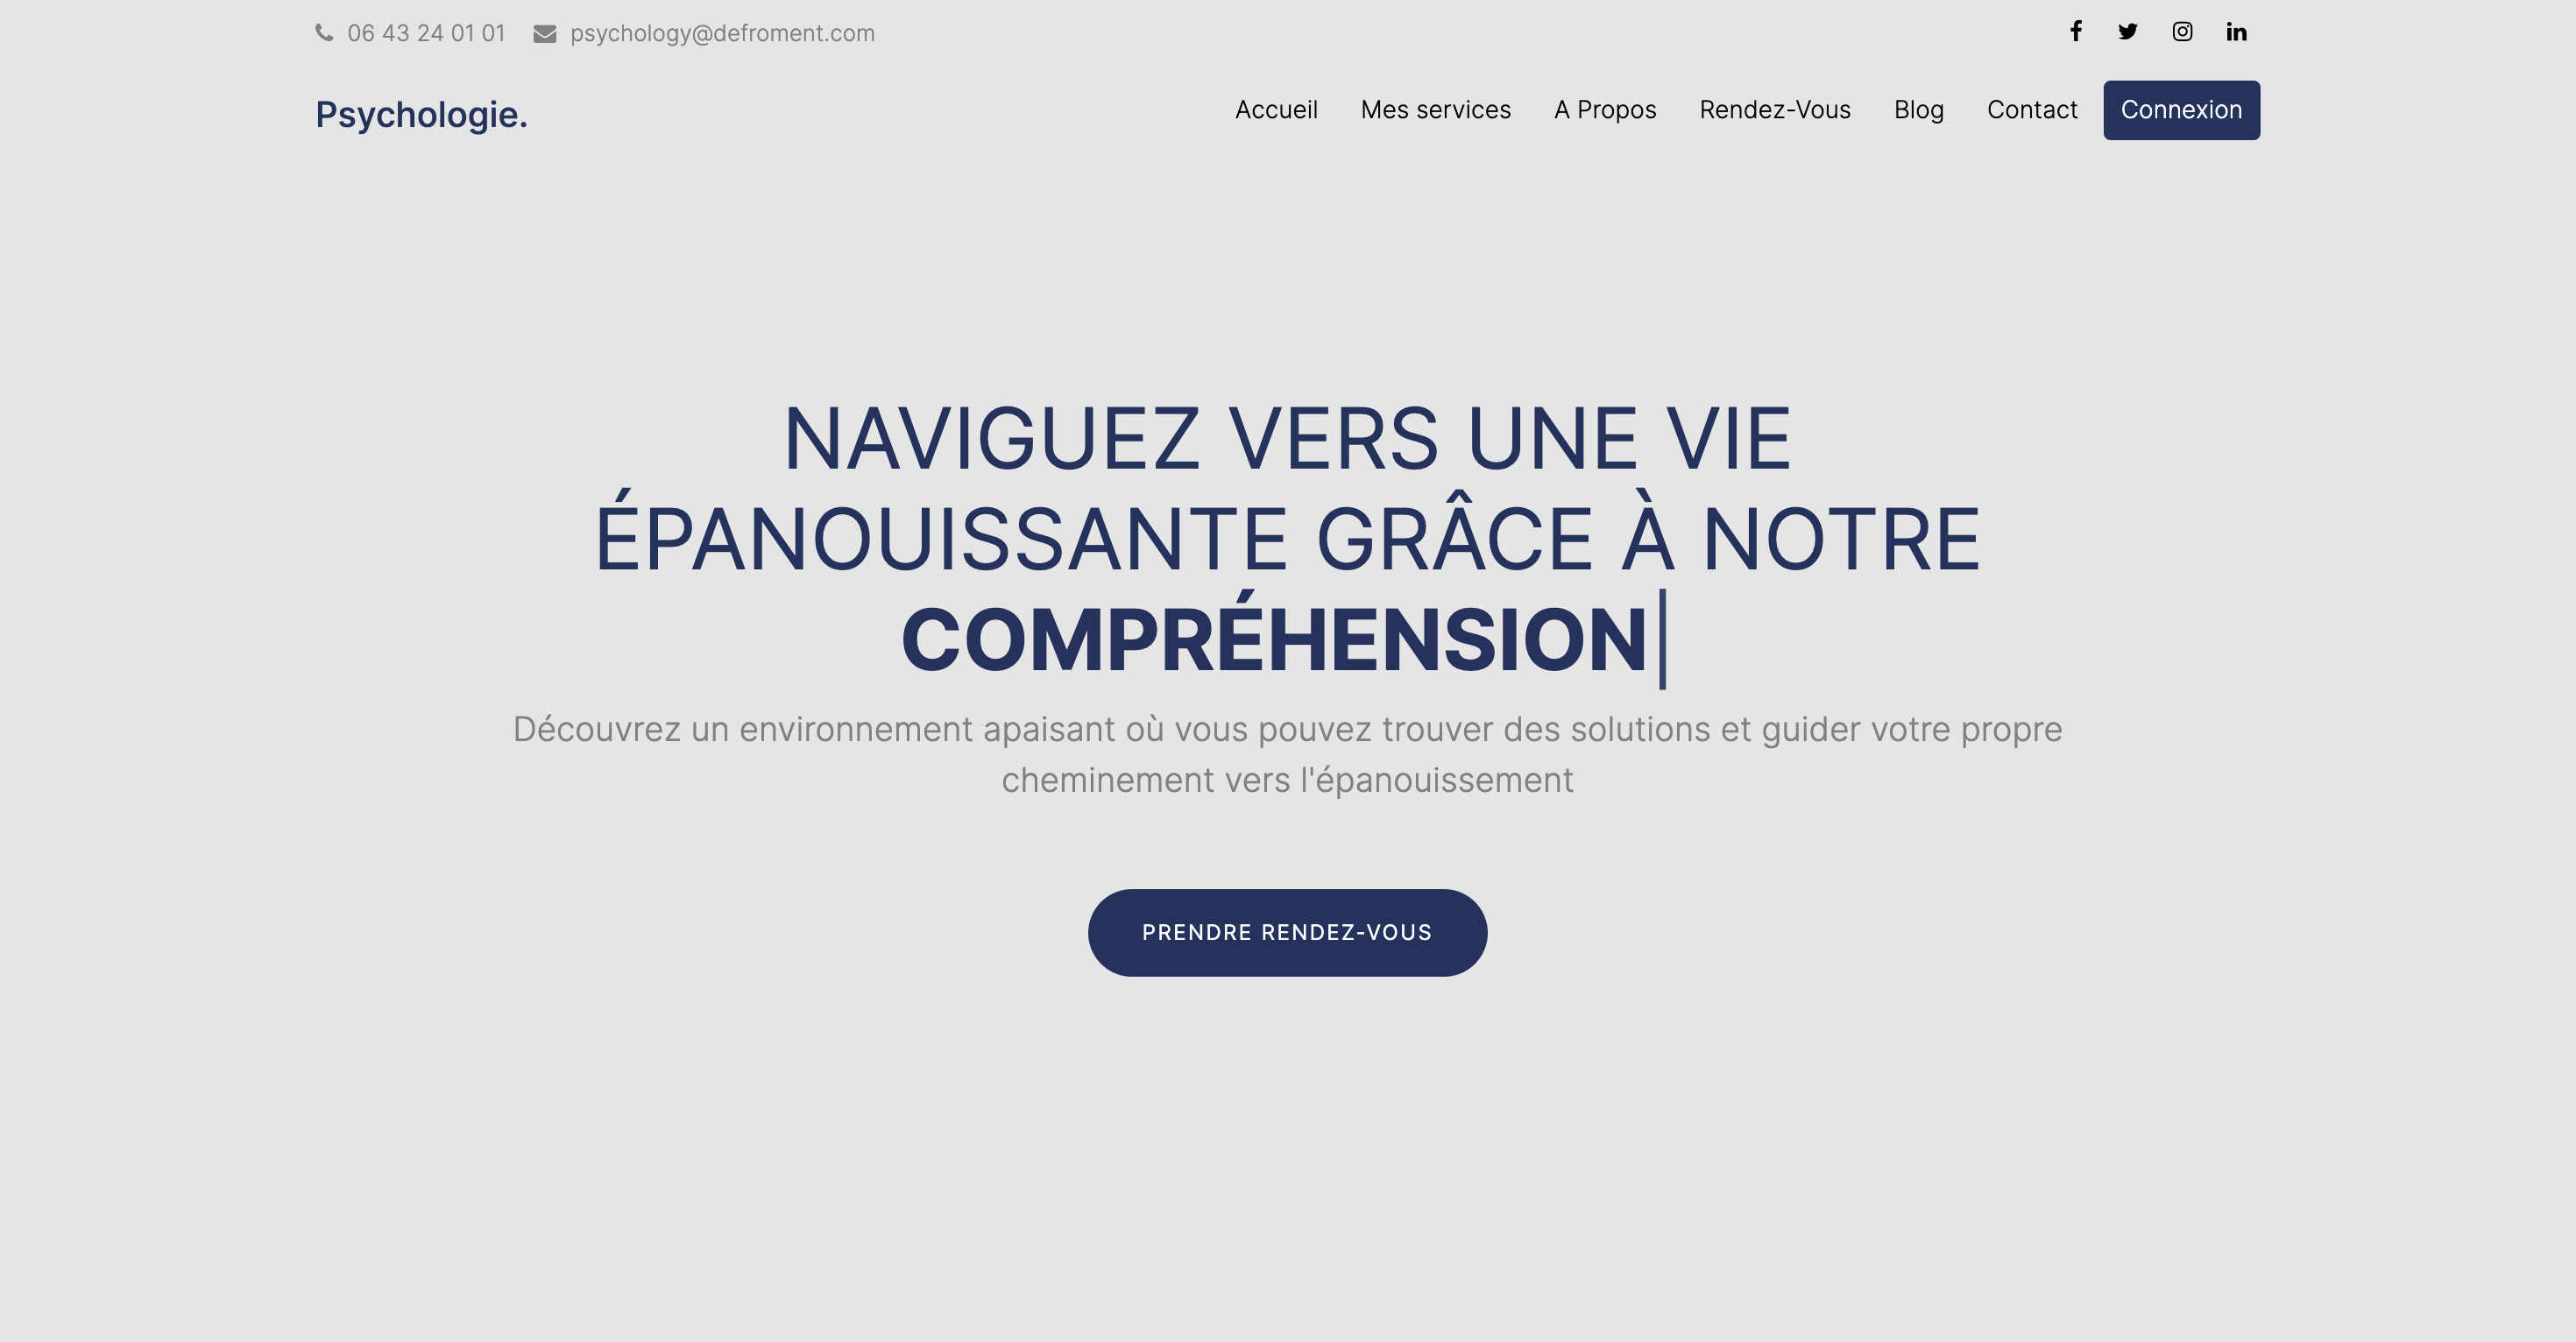 06 43 24 01 01 psychology@defroment.com
Psychologie.
Accueil Mes services A Propos Rendez-Vous Blog Contact Connexion
NAVIGUEZ VERS UNE VIE
ÉPANOUISSANTE GRÂCE À NOTRE
COMPRÉHENSION
Découvrez un environnement apaisant où vous pouvez trouver des solutions et guider votre propre
cheminement vers l'épanouissement
PRENDRE RENDEZ-VOUS